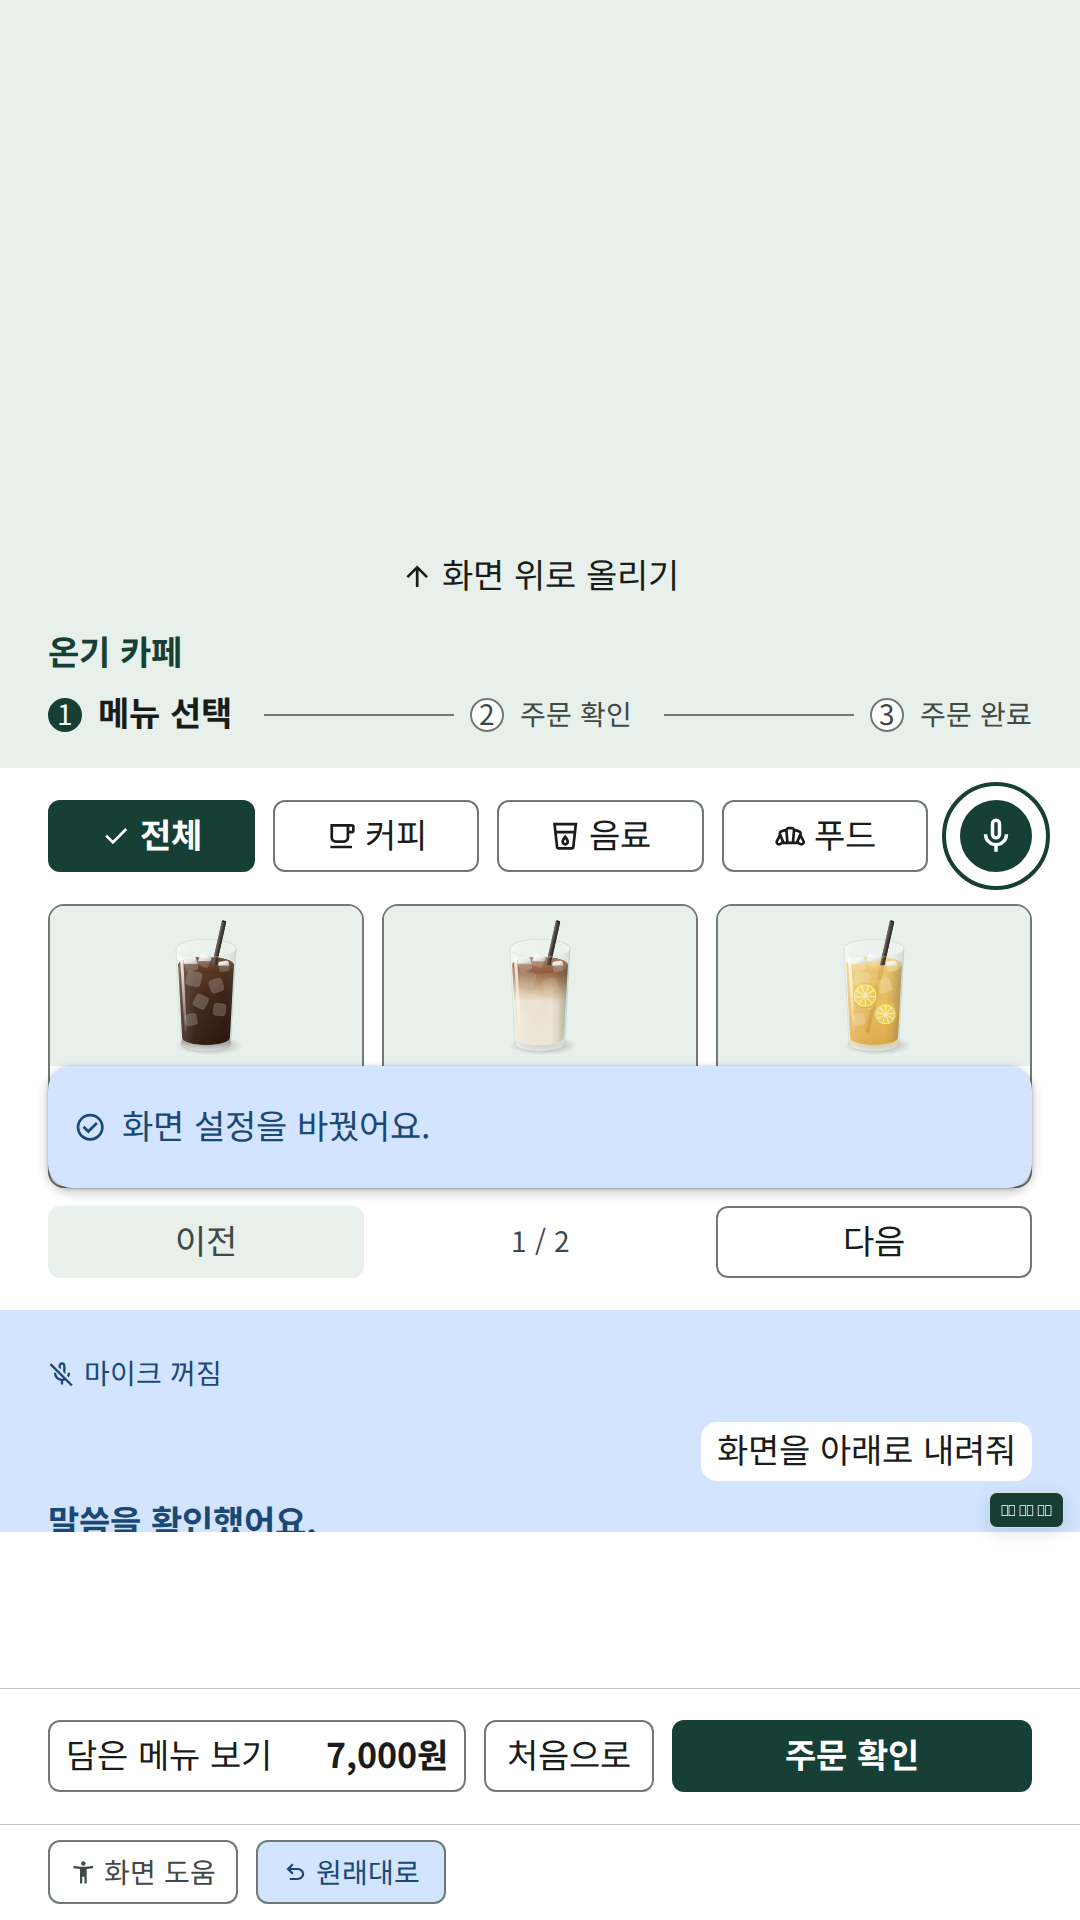 화면 위로 올리기
온기 카페
1 메뉴 선택 2 주문 확인 3 주문 완료
전체 커피 음료 푸드
화면 설정을 바꿨어요.
이전 1 / 2 다음
마이크 꺼짐
화면을 아래로 내려줘
말씀을 확인했어요.
담은 메뉴 보기 7,000원 처음으로 주문 확인
화면 도움 원래대로